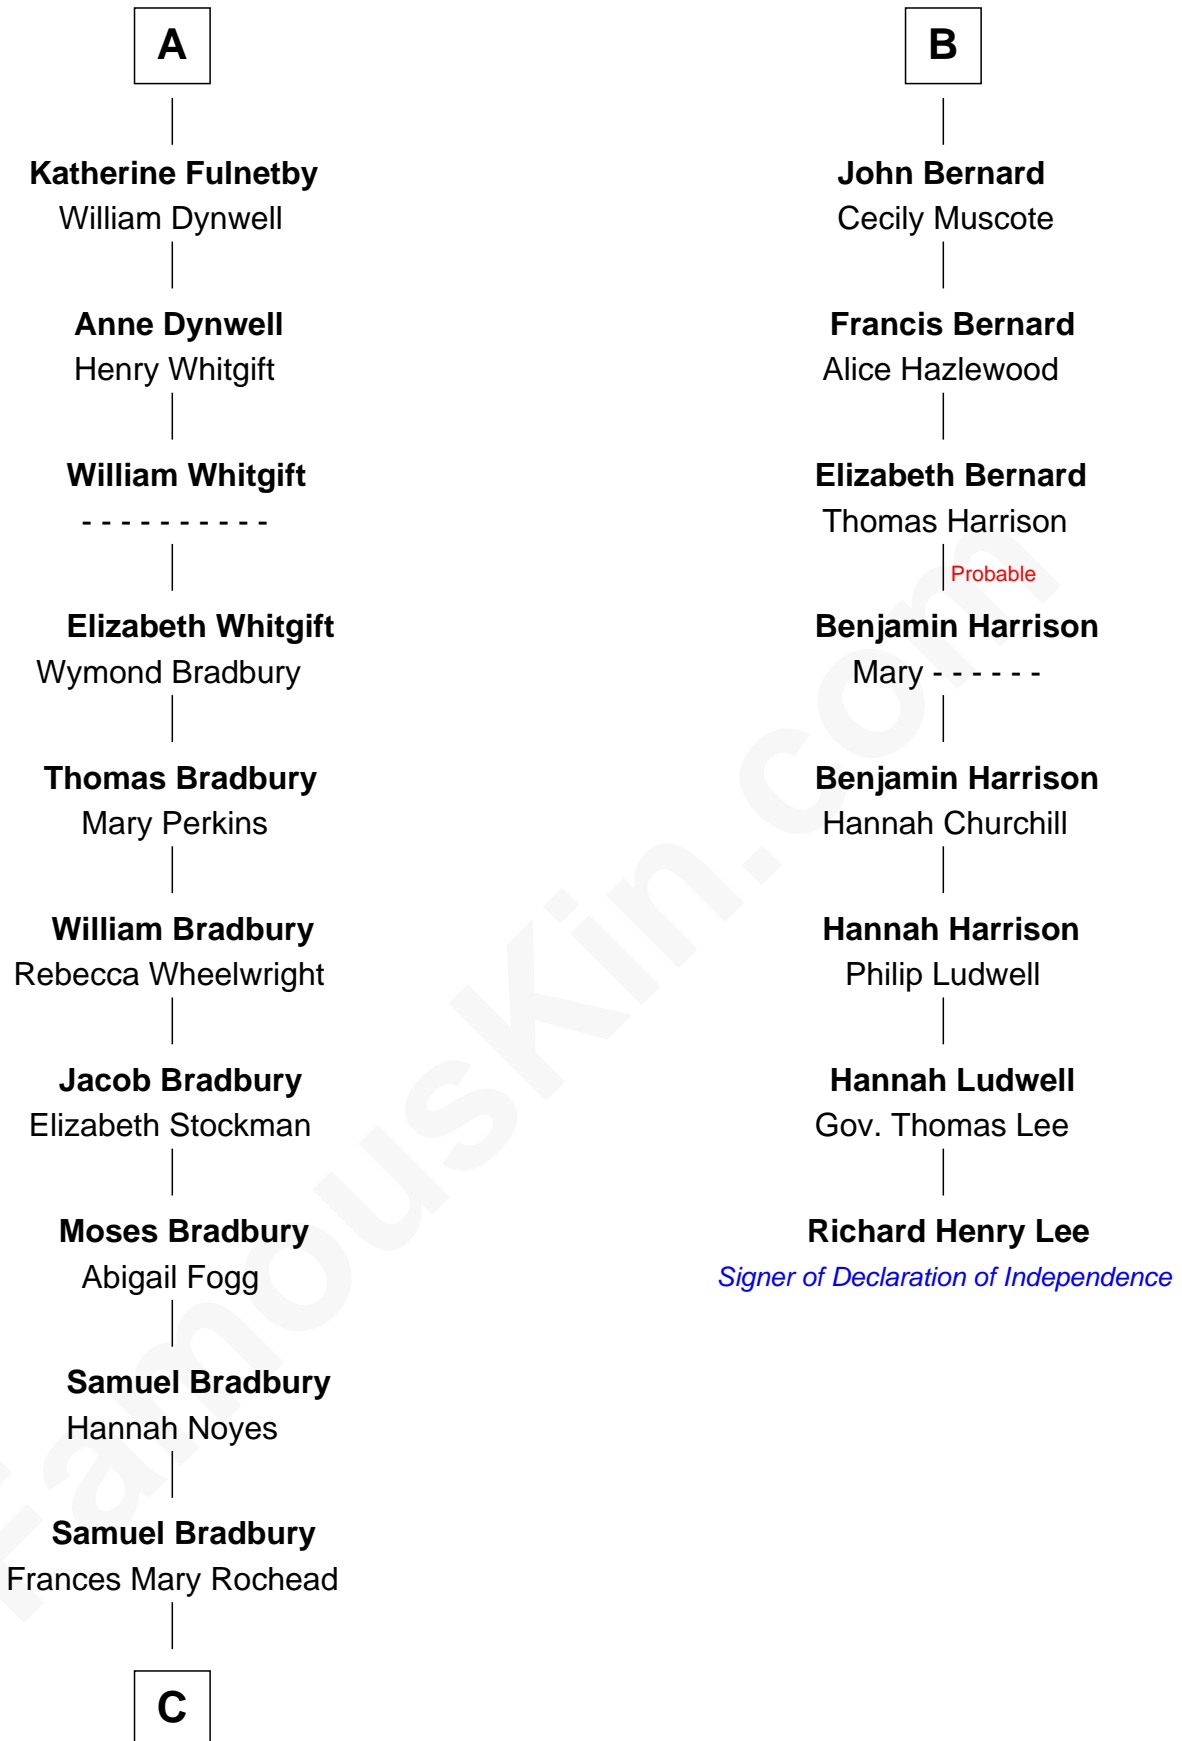 A
Katherine Fulnetby
William Dynwell
Anne Dynwell
Henry Whitgift
William Whitgift
- - - - - - - - - -
Elizabeth Whitgift
Wymond Bradbury
Thomas Bradbury
Mary Perkins
William Bradbury
Rebecca Wheelwright
Jacob Bradbury
Elizabeth Stockman
Moses Bradbury
Abigail Fogg
Samuel Bradbury
Hannah Noyes
Samuel Bradbury
Frances Mary Rochead
C
B
John Bernard
Cecily Muscote
Francis Bernard
Alice Hazlewood
Elizabeth Bernard
Thomas Harrison
Probable
Benjamin Harrison
Mary - - - - - -
Benjamin Harrison
Hannah Churchill
Hannah Harrison
Philip Ludwell
Hannah Ludwell
Gov. Thomas Lee
Richard Henry Lee
Signer of Declaration of Independence
FamousKin.com